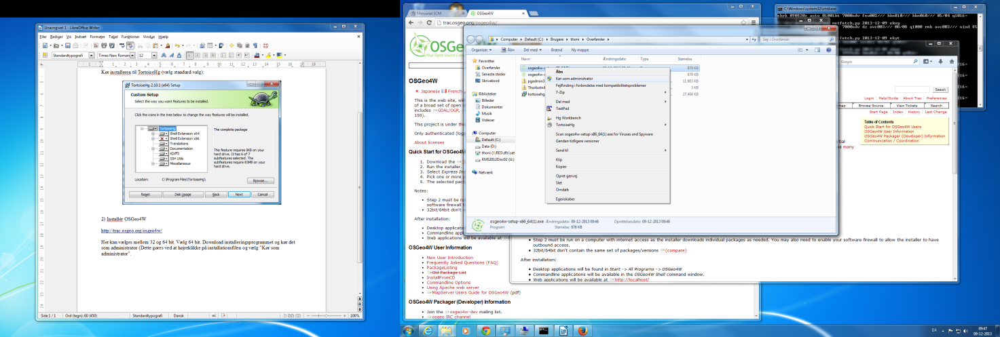 Unavngivet 1 - LibreOffice Writer
Filer Rediger Vis Indsæt Formater Tabel Funktioner Vindue Hjælp
Standardtypografi Times New Roman 12
Kør installeren til TortoiseHg (vælg standard-valg):
TortoiseHg 2.10.1 (x64) Setup
Custom Setup
Select the way you want features to be installed.
Click the icons in the tree below to change the way features will be installed.
TortoiseHg
Shell Extension x64
Shell Extension x86
Translations
Documentation
KDiff3
SSH Utils
Miscellaneous
The complete package
This feature requires 0KB on your
hard drive. It has 6 of 7
subfeatures selected. The
subfeatures require 83MB on your
hard drive.
Location: C:\Program Files\TortoiseHg\
Browse...
Reset Disk Usage Back Next Cancel
2) Installér OSGeo4W
http://trac.osgeo.org/osgeo4w/
Her kan vælges mellem 32 og 64 bit. Vælg 64 bit. Download installeringsprogrammet og kør det
som administrator (Dette gøres ved at højreklikke på installationsfilen og vælg "Kør som
administrator".
Side 1 / 1 Ord (tegn): 60 (450) Standardtypografi Dansk 100%
Mercurial SCM
OSGeo4W
trac.osgeo.org/osgeo4w/
OSGe
Your Open Source Com
OSGeo4W
Japanese French
This is the web site, wil
of a broad set of open
includes GDAL/OGR,
150).
This project is under th
Only authenticated (log
About licenses
Quick Start for OSGeo4W
1. Download the
2. Run the installer.
3. Select Express In
4. Pick one or more
5. The selected pac
Notes:
Step 2 must be ru
software firewall
32bit/64bit don't
After installation:
Desktop applicatio
Commandline app
Web applications will be available at
OSGeo4W User Information
New User Introduction
Frequently Asked Questions (FAQ)
PackageListing
Old Package List
InstallFromCD
Commandline Options
Using Apache web server
MapServer Users Guide for OSGeo4W (pdf)
OSGeo4W Packager (Developer) Information
Join the osgeo4w-dev mailing list.
osgeo IRC channel
Computer Default (C:) Brugere thoni Overførsler
Søg i Overførsler
Organiser Åbn Del med Brænd Ny mappe
Favoritter
Overførsler
Seneste steder
Skrivebord
Biblioteker
Billeder
Dokumenter
Musik
Videoer
Computer
Default (C:)
Data (D:)
thoni (\\RES\dfs\set
KMS2012Disc02 (U:)
Netværk
Navn Ændringsdato Type Størrelse
879 KB
879 KB
pgadmin3 11.903 KB
Thorbotnik 3 KB
tortoisehg 27.404 KB
Åbn
Kør som administrator
Fejlfinding i forbindelse med kompatibilitetsproblemer
7-Zip
Del med
TextPad
Hg Workbench
TortoiseHg
Scan osgeo4w-setup-x86_64(1).exe for Viruses and Spyware
Gendan tidligere versioner
Send til
Klip
Kopier
Opret genvej
Slet
Omdøb
Egenskaber
osgeo4w-setup-x86_64(1).exe Ændringsdato: 09-12-2013 09:46 Oprettelsesdato: 09-12-2013 09:46
Program Størrelse: 878 KB
C:\Windows\system32\cmd.exe
netfetch.py 2013-12-09 ekvg
netfetch.py 2013-12-09 ekyt
Google
Search
Login Help/Guide About Trac Preferences
Browse Source View Tickets Search
Start Page Index History Last Change
Table of Contents
Quick Start for OSGeo4W Users
OSGeo4W User Information
OSGeo4W Packager (Developer) Information
Communication / Coordination
many
Step 2 must be run on a computer with internet access as the installer downloads individual packages as needed. You may also need to enable your software firewall to allow the installer to have
outbound access.
32bit/64bit don't contain the same set of packages/versions (compare)
After installation:
Desktop applications will be found in Start -> All Programs -> OSGeo4W
Commandline applications will be available in the OSGeo4W Shell command window.
Web applications will be available at http://localhost/
DA
09:47
09-12-2013